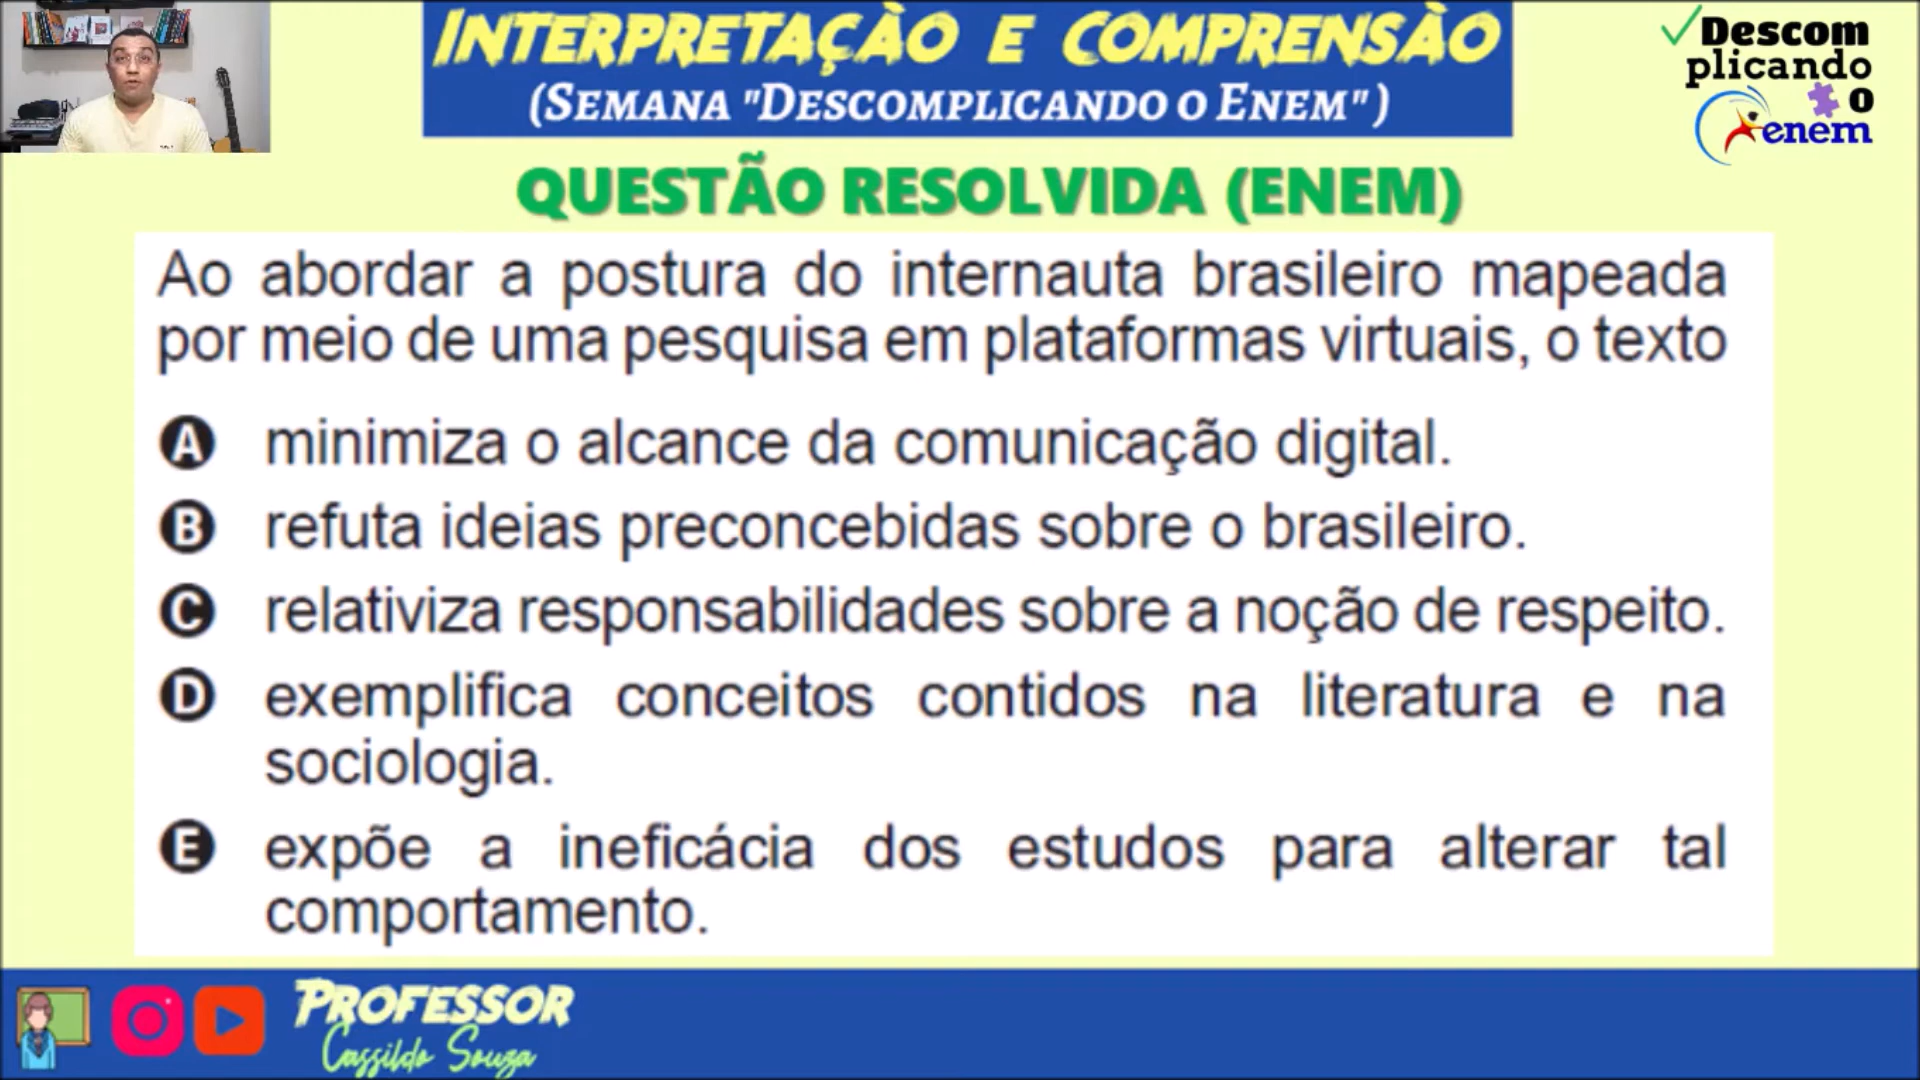 INTERPRETAÇÃO E COMPRENSÃO
(SEMANA "DESCOMPLICANDO O ENEM" )
Descom
plicando
o
enem
QUESTÃO RESOLVIDA (ENEM)
Ao abordar a postura do internauta brasileiro mapeada
por meio de uma pesquisa em plataformas virtuais, o texto
A minimiza o alcance da comunicação digital.
B refuta ideias preconcebidas sobre o brasileiro.
C relativiza responsabilidades sobre a noção de respeito.
D exemplifica conceitos contidos na literatura e na
sociologia.
E expõe a ineficácia dos estudos para alterar tal
comportamento.
PROFESSOR
Cassildo Souza